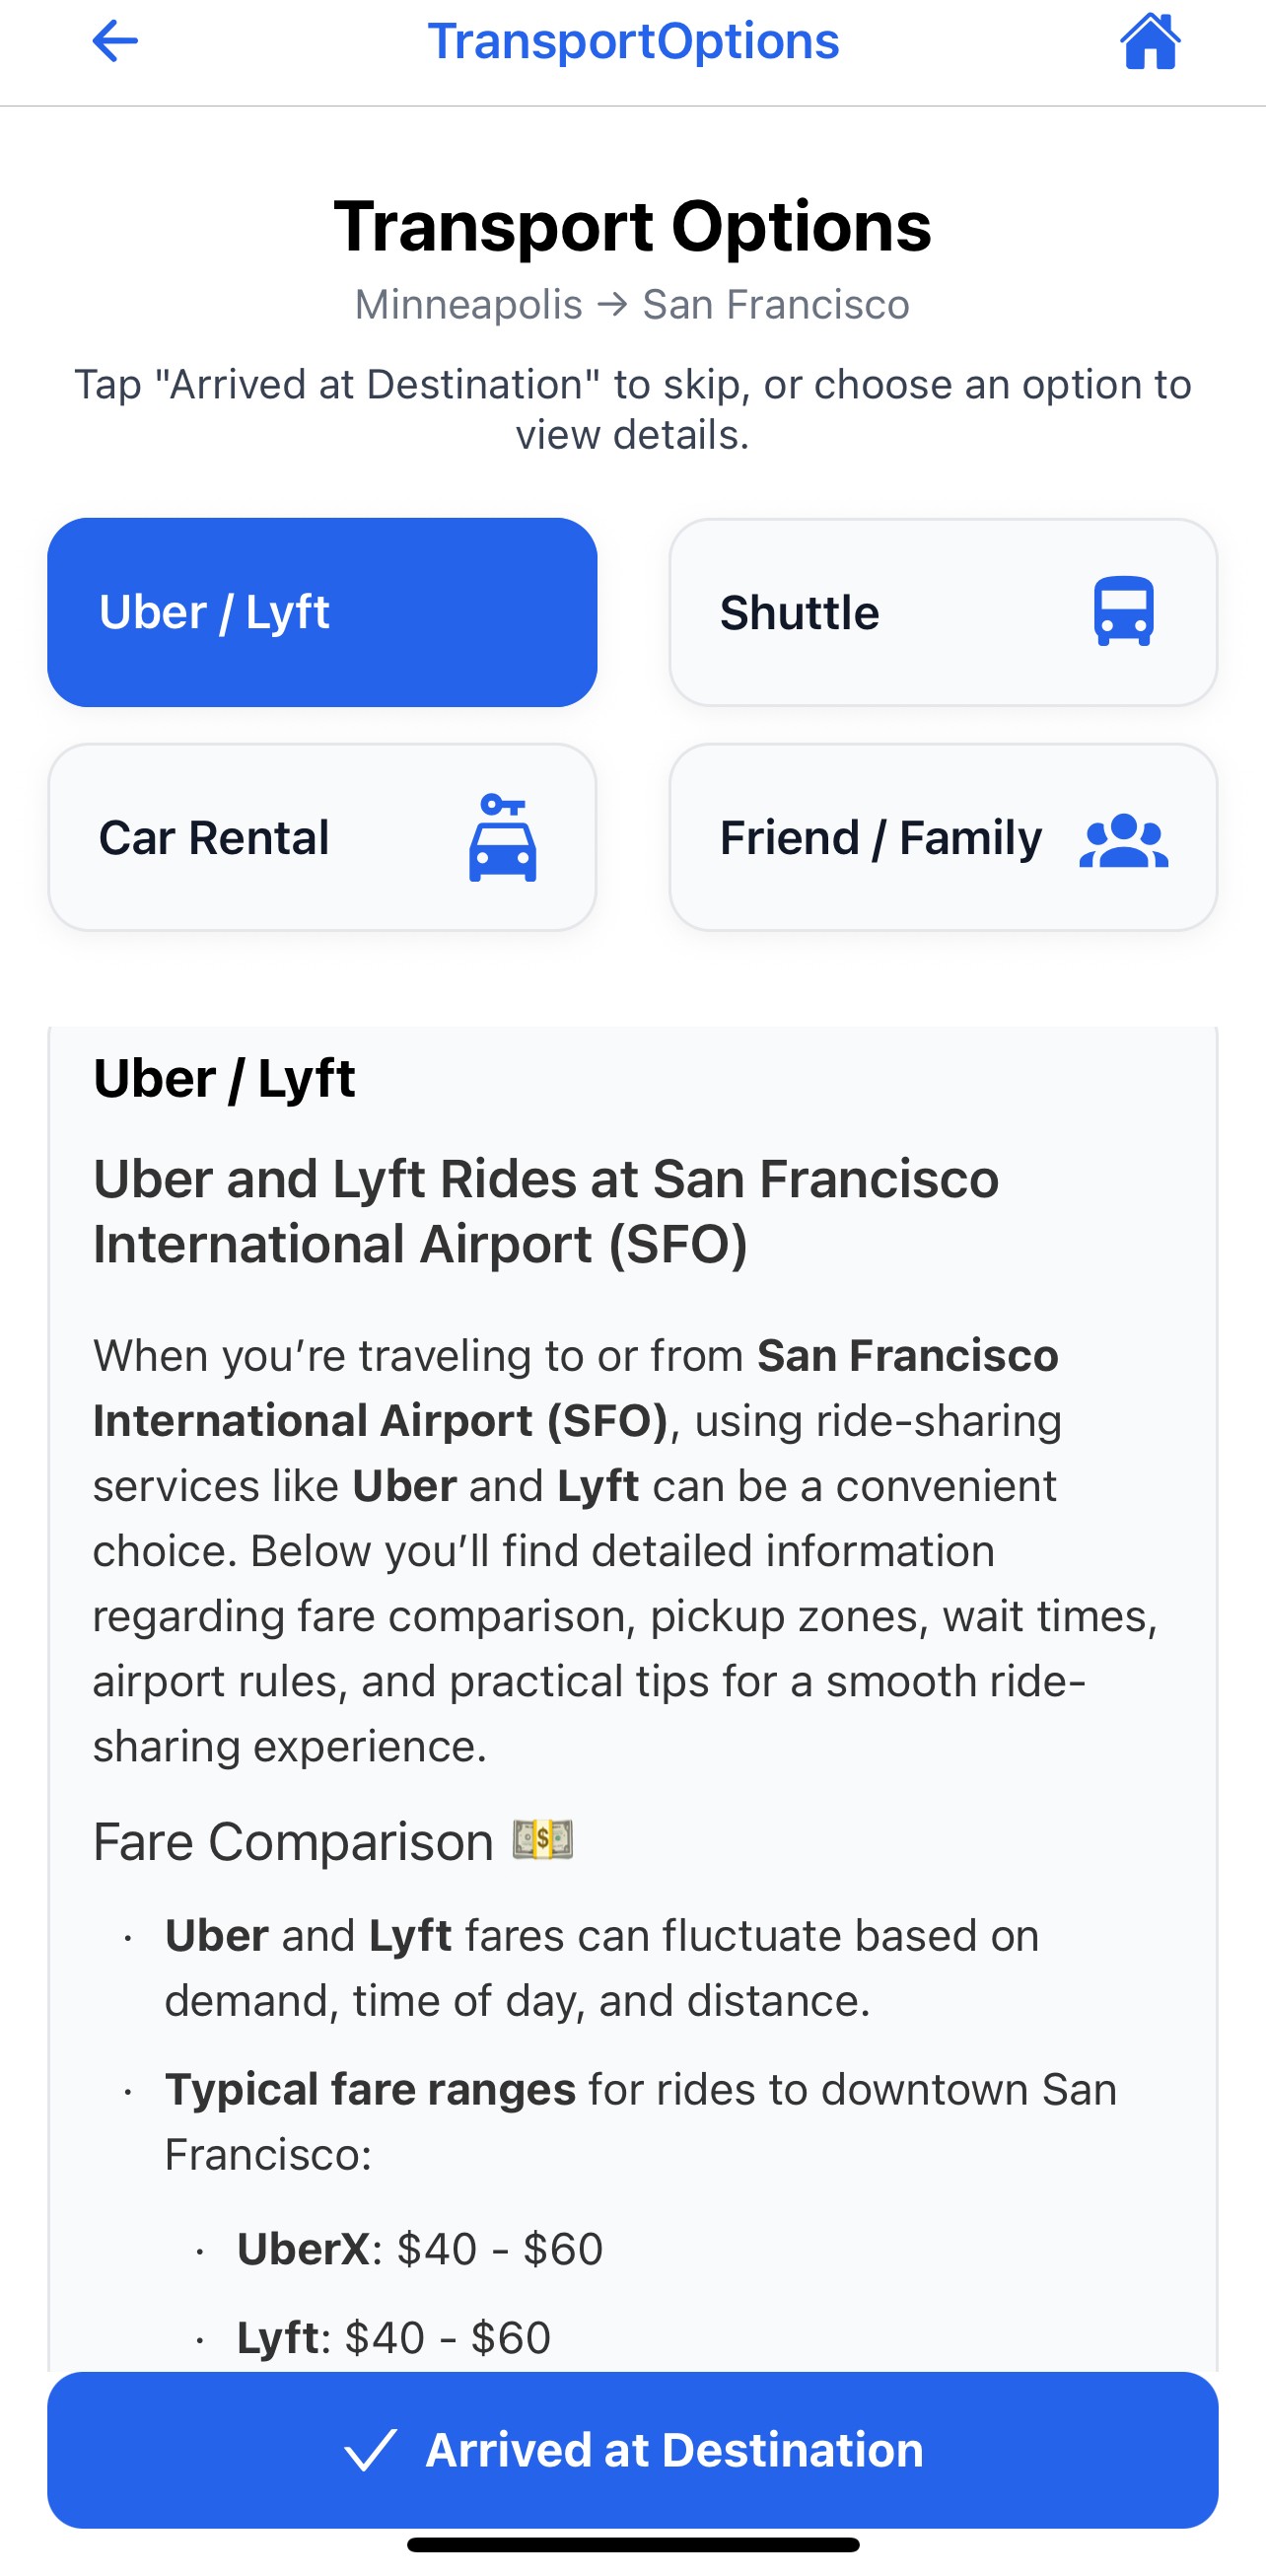 TransportOptions
Transport Options
Minneapolis → San Francisco
Tap "Arrived at Destination" to skip, or choose an option to
view details.
Uber / Lyft
Shuttle
Car Rental
Friend / Family
Uber / Lyft
Uber and Lyft Rides at San Francisco
International Airport (SFO)
When you’re traveling to or from San Francisco
International Airport (SFO), using ride-sharing
services like Uber and Lyft can be a convenient
choice. Below you’ll find detailed information
regarding fare comparison, pickup zones, wait times,
airport rules, and practical tips for a smooth ride-
sharing experience.
Fare Comparison 💵
· Uber and Lyft fares can fluctuate based on
demand, time of day, and distance.
· Typical fare ranges for rides to downtown San
Francisco:
· UberX: $40 - $60
· Lyft: $40 - $60
✓ Arrived at Destination